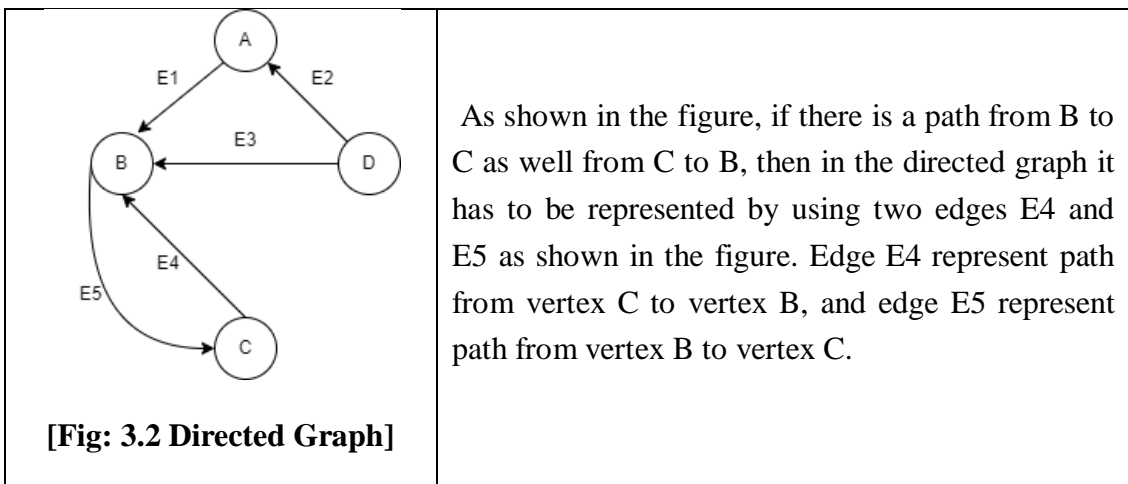 A
E1
E2
B
E3
D
E4
E5
C
[Fig: 3.2 Directed Graph]
As shown in the figure, if there is a path from B to
C as well from C to B, then in the directed graph it
has to be represented by using two edges E4 and
E5 as shown in the figure. Edge E4 represent path
from vertex C to vertex B, and edge E5 represent
path from vertex B to vertex C.